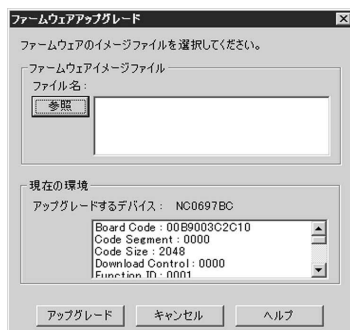 ファームウェアアップグレード
ファームウェアのイメージファイルを選択してください。
ファームウェアイメージファイル
ファイル名:
参照
現在の環境
アップグレードするデバイス: NC0697BC
Board Code : 00B9003C2C10
Code Segment : 0000
Code Size : 2048
Download Control : 0000
Function ID : 0001
アップグレード キャンセル ヘルプ